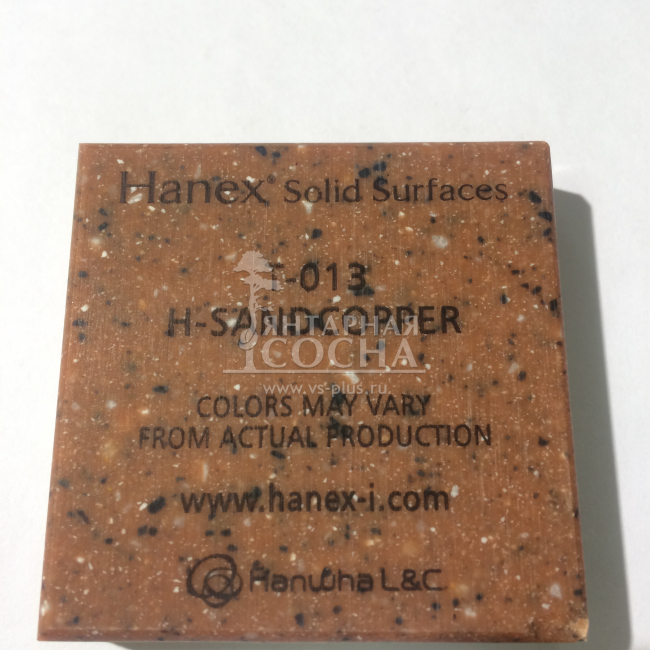 Hanex® Solid Surfaces
-013
H-SANDCOPPER
ЯНТАРНАЯ
СОСНА
www.vs-plus.ru
COLORS MAY VARY
FROM ACTUAL PRODUCTION
www.hanex-i.com
Hanwha L&C